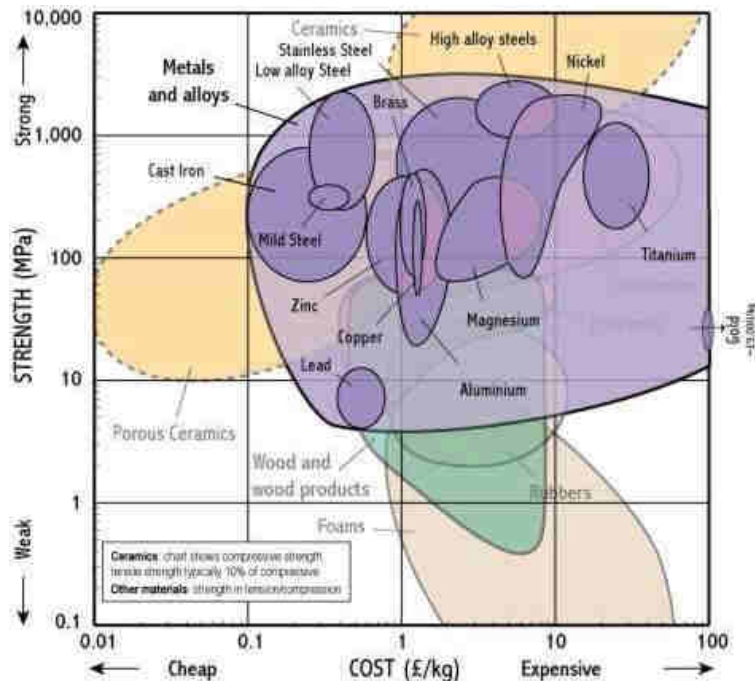 10,000
Ceramics
Stainless Steel
Low alloy Steel
High alloy steels
Nickel
Metals
and alloys
Brass
Strong
1,000
Cast Iron
Mild Steel
100
Titanium
Zinc
Copper
Magnesium
Gold
STRENGTH (MPa)
Lead
Aluminium
10
Porous Ceramics
Wood and
wood products
Rubbers
1
Foams
Weak
Ceramics: chart shows compressive strength
tensile strength typically 10% of compressive
Other materials: strength in tension/compression
0.1
0.01
0.1
1
10
100
Cheap
COST (£/kg)
Expensive